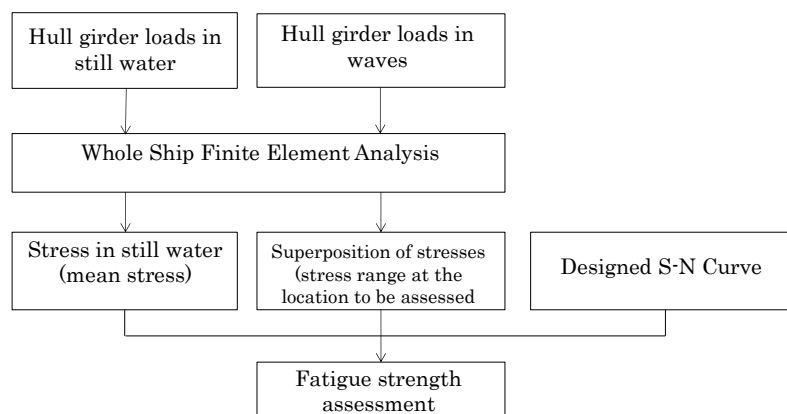 Hull girder loads in
still water
Hull girder loads in
waves
Whole Ship Finite Element Analysis
Stress in still water
(mean stress)
Superposition of stresses
(stress range at the
location to be assessed
Designed S-N Curve
Fatigue strength
assessment